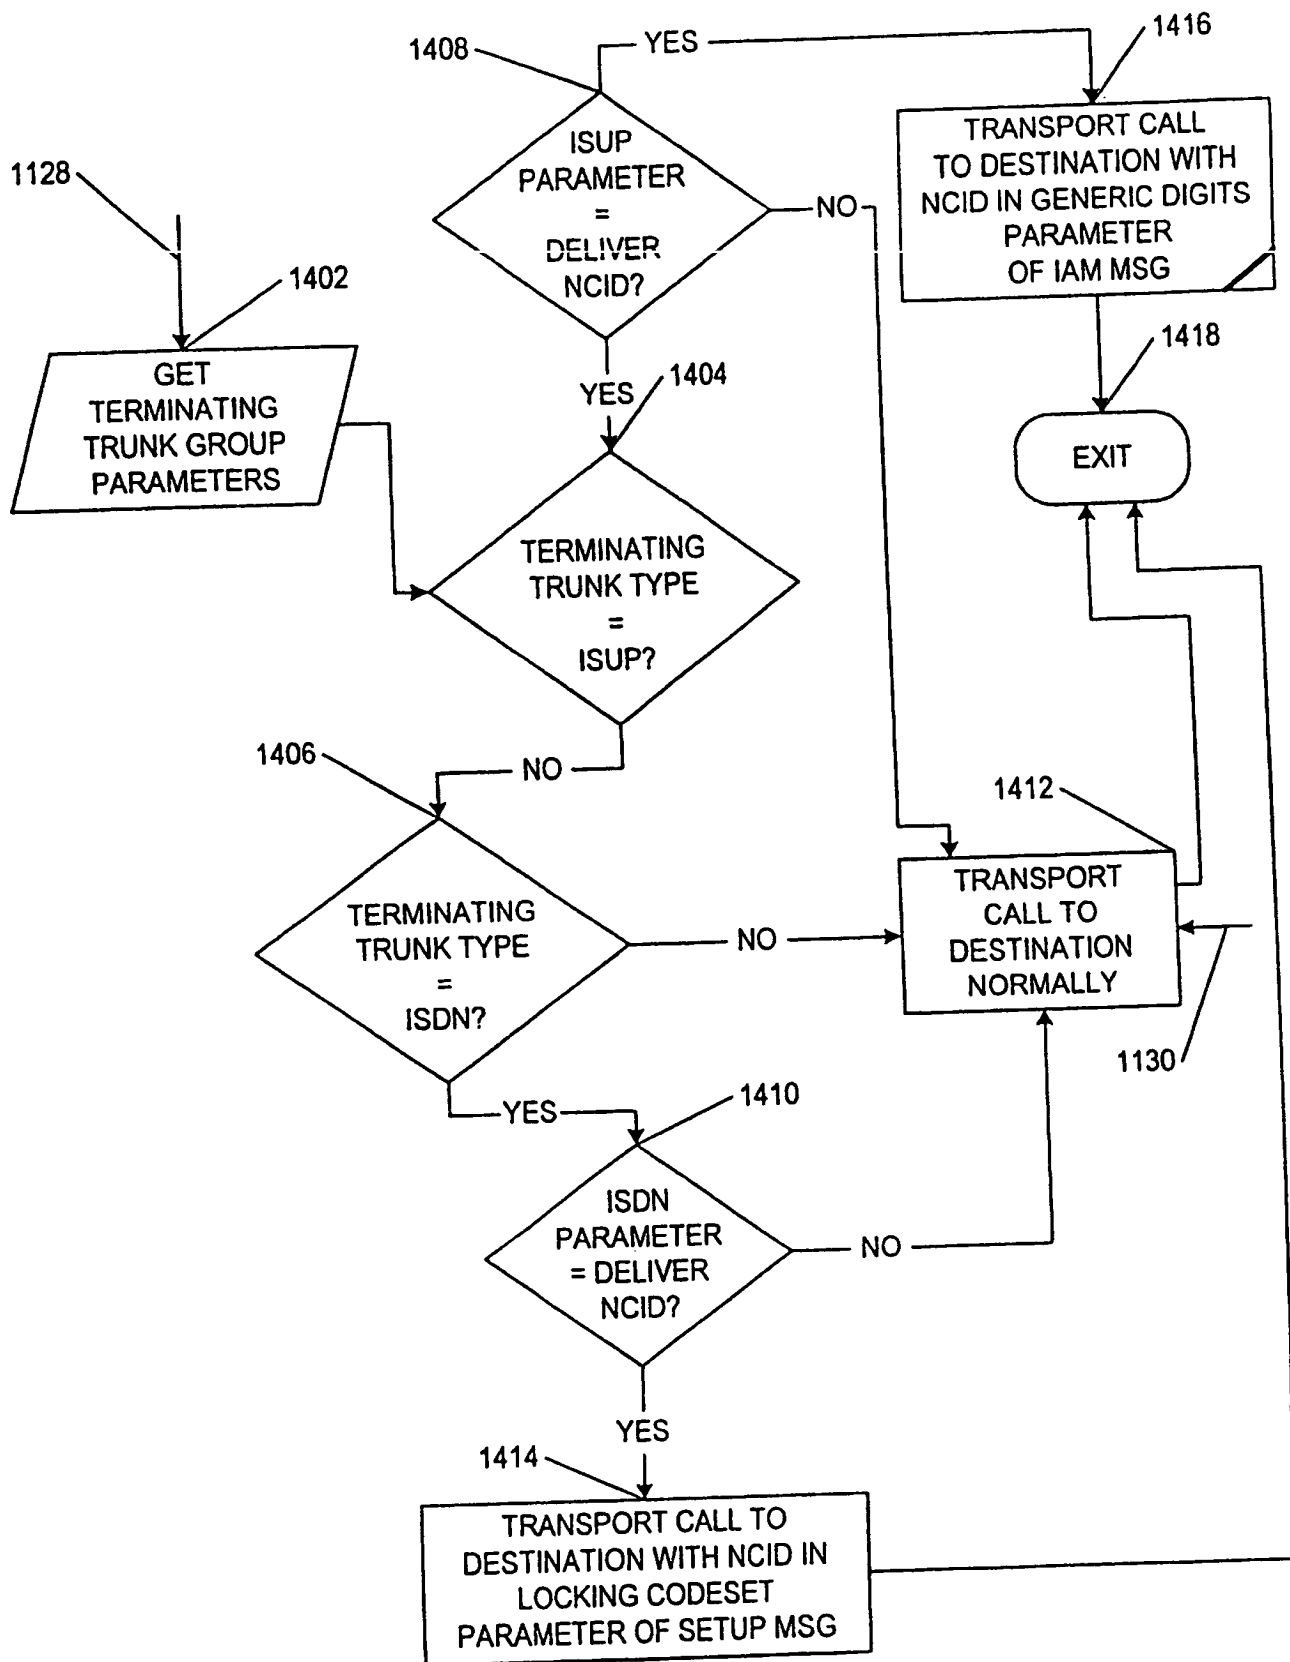 1408
YES
1416
ISUP
PARAMETER
=
DELIVER
NCID?
TRANSPORT CALL
TO DESTINATION WITH
NCID IN GENERIC DIGITS
PARAMETER
OF IAM MSG
1128
NO
1402
GET
TERMINATING
TRUNK GROUP
PARAMETERS
YES
1404
1418
EXIT
TERMINATING
TRUNK TYPE
=
ISUP?
1406
NO
1412
TERMINATING
TRUNK TYPE
=
ISDN?
NO
TRANSPORT
CALL TO
DESTINATION
NORMALLY
1130
YES
1410
ISDN
PARAMETER
= DELIVER
NCID?
NO
YES
1414
TRANSPORT CALL TO
DESTINATION WITH NCID IN
LOCKING CODESET
PARAMETER OF SETUP MSG